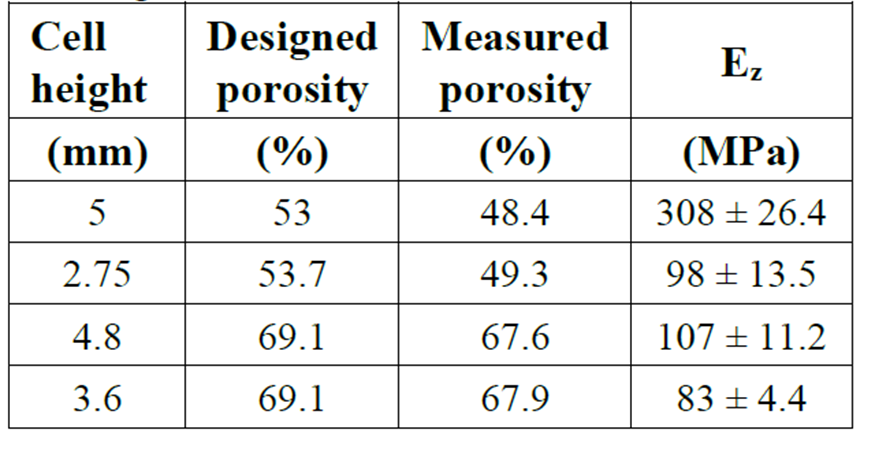 Cell height Designed porosity Measured porosity E_z
(mm) (%) (%) (MPa)
5 53 48.4 308 ± 26.4
2.75 53.7 49.3 98 ± 13.5
4.8 69.1 67.6 107 ± 11.2
3.6 69.1 67.9 83 ± 4.4